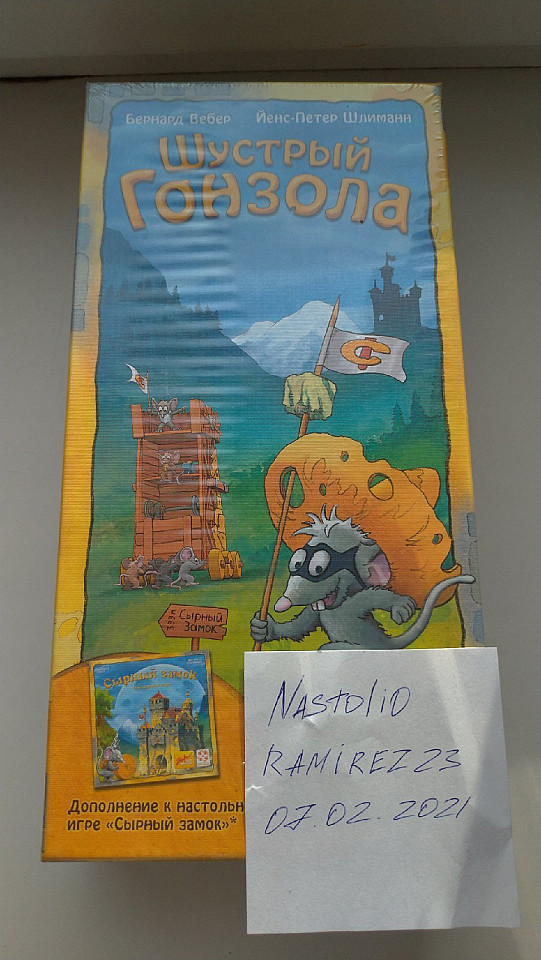 Бернард Вебер Йенс-Петер Шлиманн
Шустрый
Гонзола
Сырный
Замок
Сырный замок
Дополнение к настольн
игре «Сырный замок»*
NASTOLIO
RAMIREZ23
07.02.2021